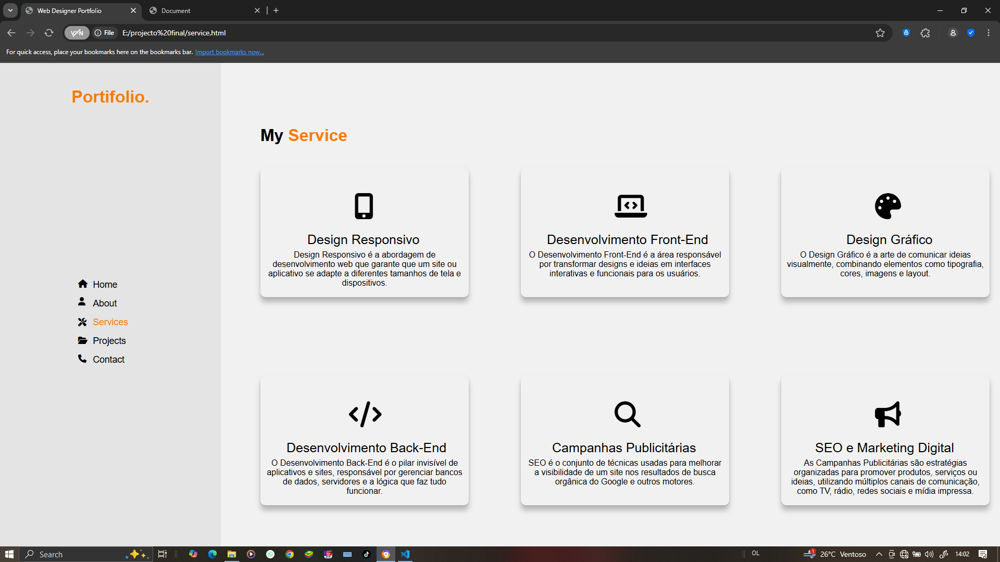 Web Designer Portfolio
Document
VPN
File
E:/projecto%20final/service.html
For quick access, place your bookmarks here on the bookmarks bar. Import bookmarks now...
Portifolio.
Home
About
Services
Projects
Contact
My Service
Design Responsivo
Design Responsivo é a abordagem de
desenvolvimento web que garante que um site ou
aplicativo se adapte a diferentes tamanhos de tela e
dispositivos.
Desenvolvimento Front-End
O Desenvolvimento Front-End é a área responsável
por transformar designs e ideias em interfaces
interativas e funcionais para os usuários.
Design Gráfico
O Design Gráfico é a arte de comunicar ideias
visualmente, combinando elementos como tipografia,
cores, imagens e layout.
Desenvolvimento Back-End
O Desenvolvimento Back-End é o pilar invisível de
aplicativos e sites, responsável por gerenciar bancos
de dados, servidores e a lógica que faz tudo
funcionar.
Campanhas Publicitárias
SEO é o conjunto de técnicas usadas para melhorar
a visibilidade de um site nos resultados de busca
orgânica do Google e outros motores.
SEO e Marketing Digital
As Campanhas Publicitárias são estratégias
organizadas para promover produtos, serviços ou
ideias, utilizando múltiplos canais de comunicação,
como TV, rádio, redes sociais e mídia impressa.
Search
OL
1
26°C Ventoso
14:02